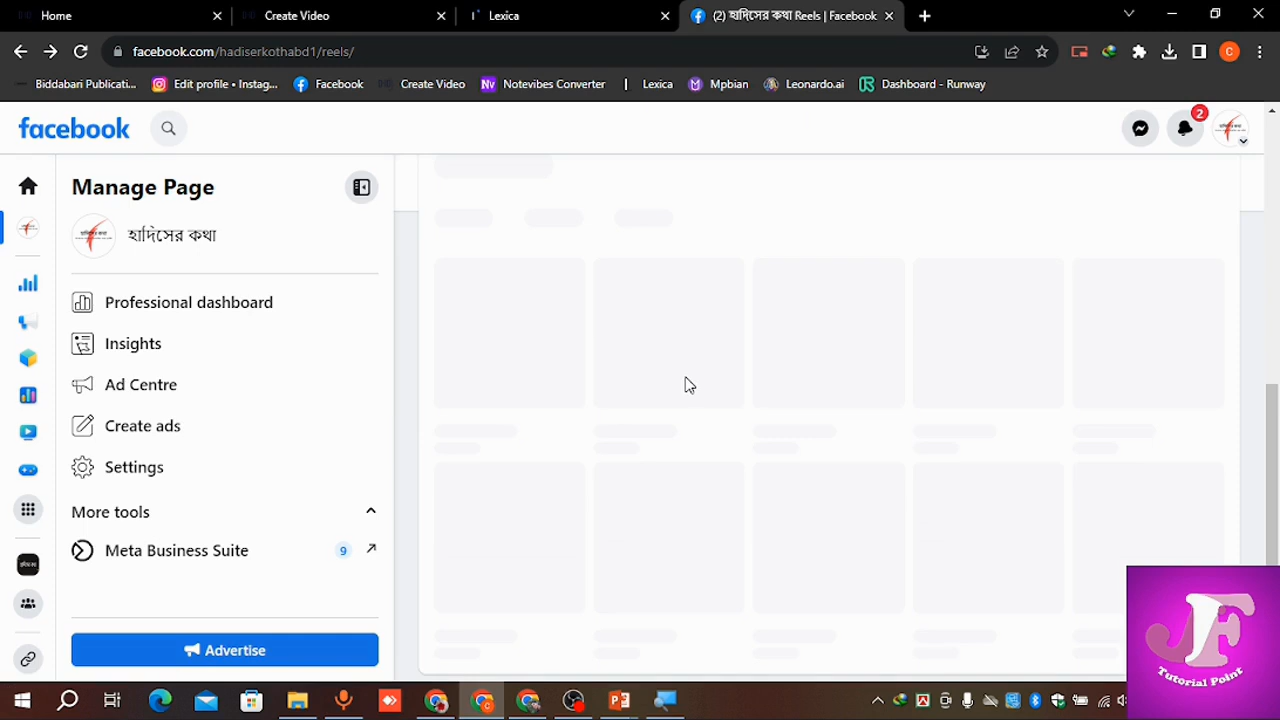 Home
Create Video
Lexica
(2) হাদিসের কথা Reels | Facebook
facebook.com/hadiserkothabd1/reels/
C
Biddabari Publicati...
Edit profile • Instag...
Facebook
Create Video
Nv Notevibes Converter
Lexica
Mpbian
Leonardo.ai
Dashboard - Runway
facebook
2
Manage Page
হাদিসের কথা
Professional dashboard
Insights
Ad Centre
Create ads
Settings
More tools
Meta Business Suite
9
Advertise
JF
Tutorial Point